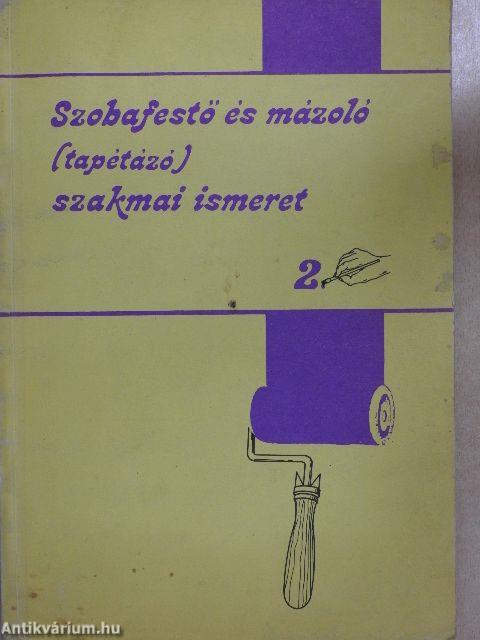 Szobafestő és mázoló
(tapétázó)
szakmai ismeret
2.
Antikvárium.hu